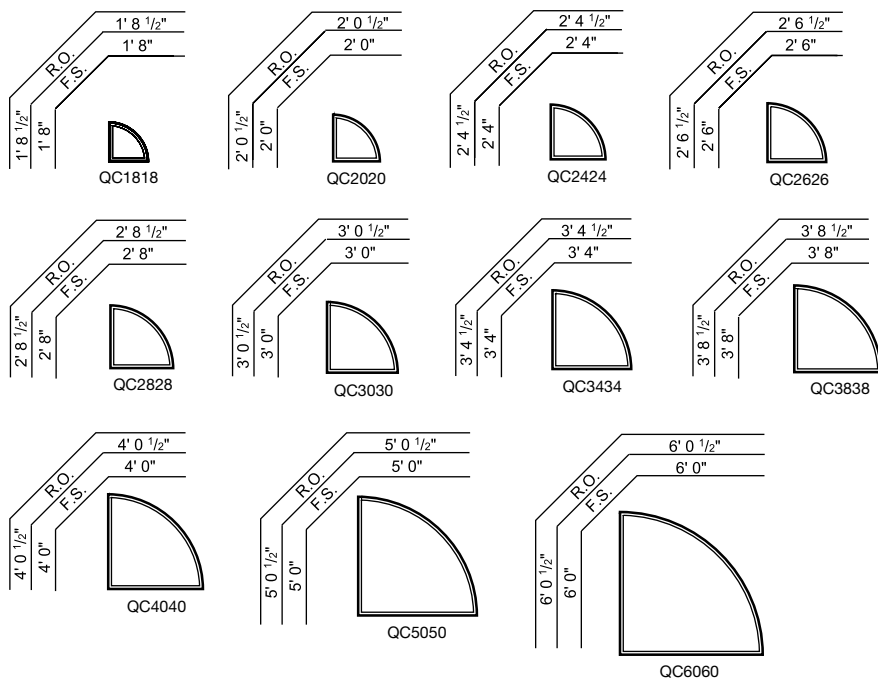 1' 8 1/2"
1' 8"
R.O.
F.S.
1' 8 1/2"
1' 8"
QC1818
2' 0 1/2"
2' 0"
R.O.
F.S.
2' 0 1/2"
2' 0"
QC2020
2' 4 1/2"
2' 4"
R.O.
F.S.
2' 4 1/2"
2' 4"
QC2424
2' 6 1/2"
2' 6"
R.O.
F.S.
2' 6 1/2"
2' 6"
QC2626
2' 8 1/2"
2' 8"
R.O.
F.S.
2' 8 1/2"
2' 8"
QC2828
3' 0 1/2"
3' 0"
R.O.
F.S.
3' 0 1/2"
3' 0"
QC3030
3' 4 1/2"
3' 4"
R.O.
F.S.
3' 4 1/2"
3' 4"
QC3434
3' 8 1/2"
3' 8"
R.O.
F.S.
3' 8 1/2"
3' 8"
QC3838
4' 0 1/2"
4' 0"
R.O.
F.S.
4' 0 1/2"
4' 0"
QC4040
5' 0 1/2"
5' 0"
R.O.
F.S.
5' 0 1/2"
5' 0"
QC5050
6' 0 1/2"
6' 0"
R.O.
F.S.
6' 0 1/2"
6' 0"
QC6060